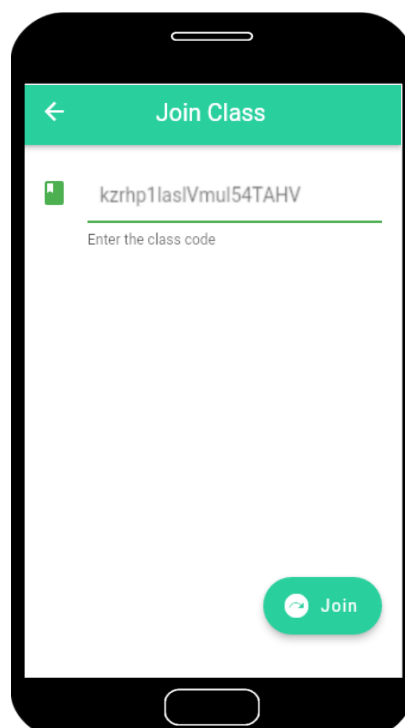 Join Class
kzrhp1laslVmul54TAHV
Enter the class code
Join